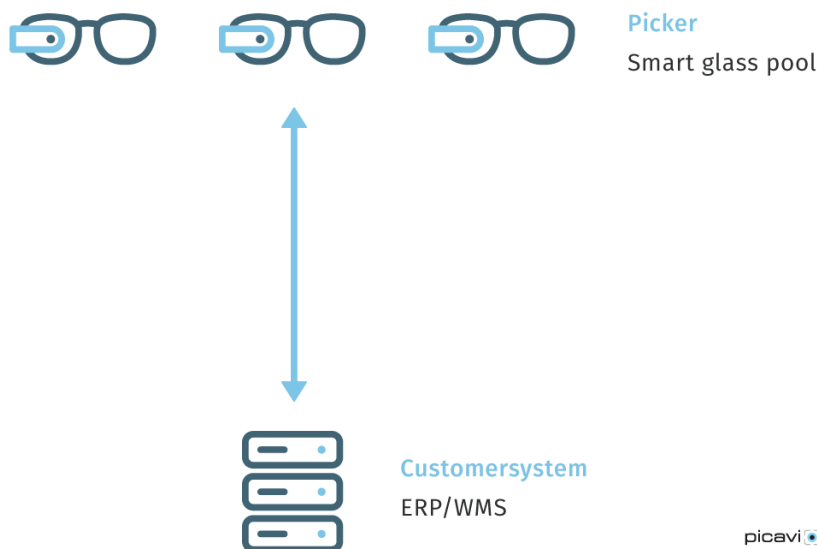 Picker
Smart glass pool
Customersystem
ERP/WMS
picavi